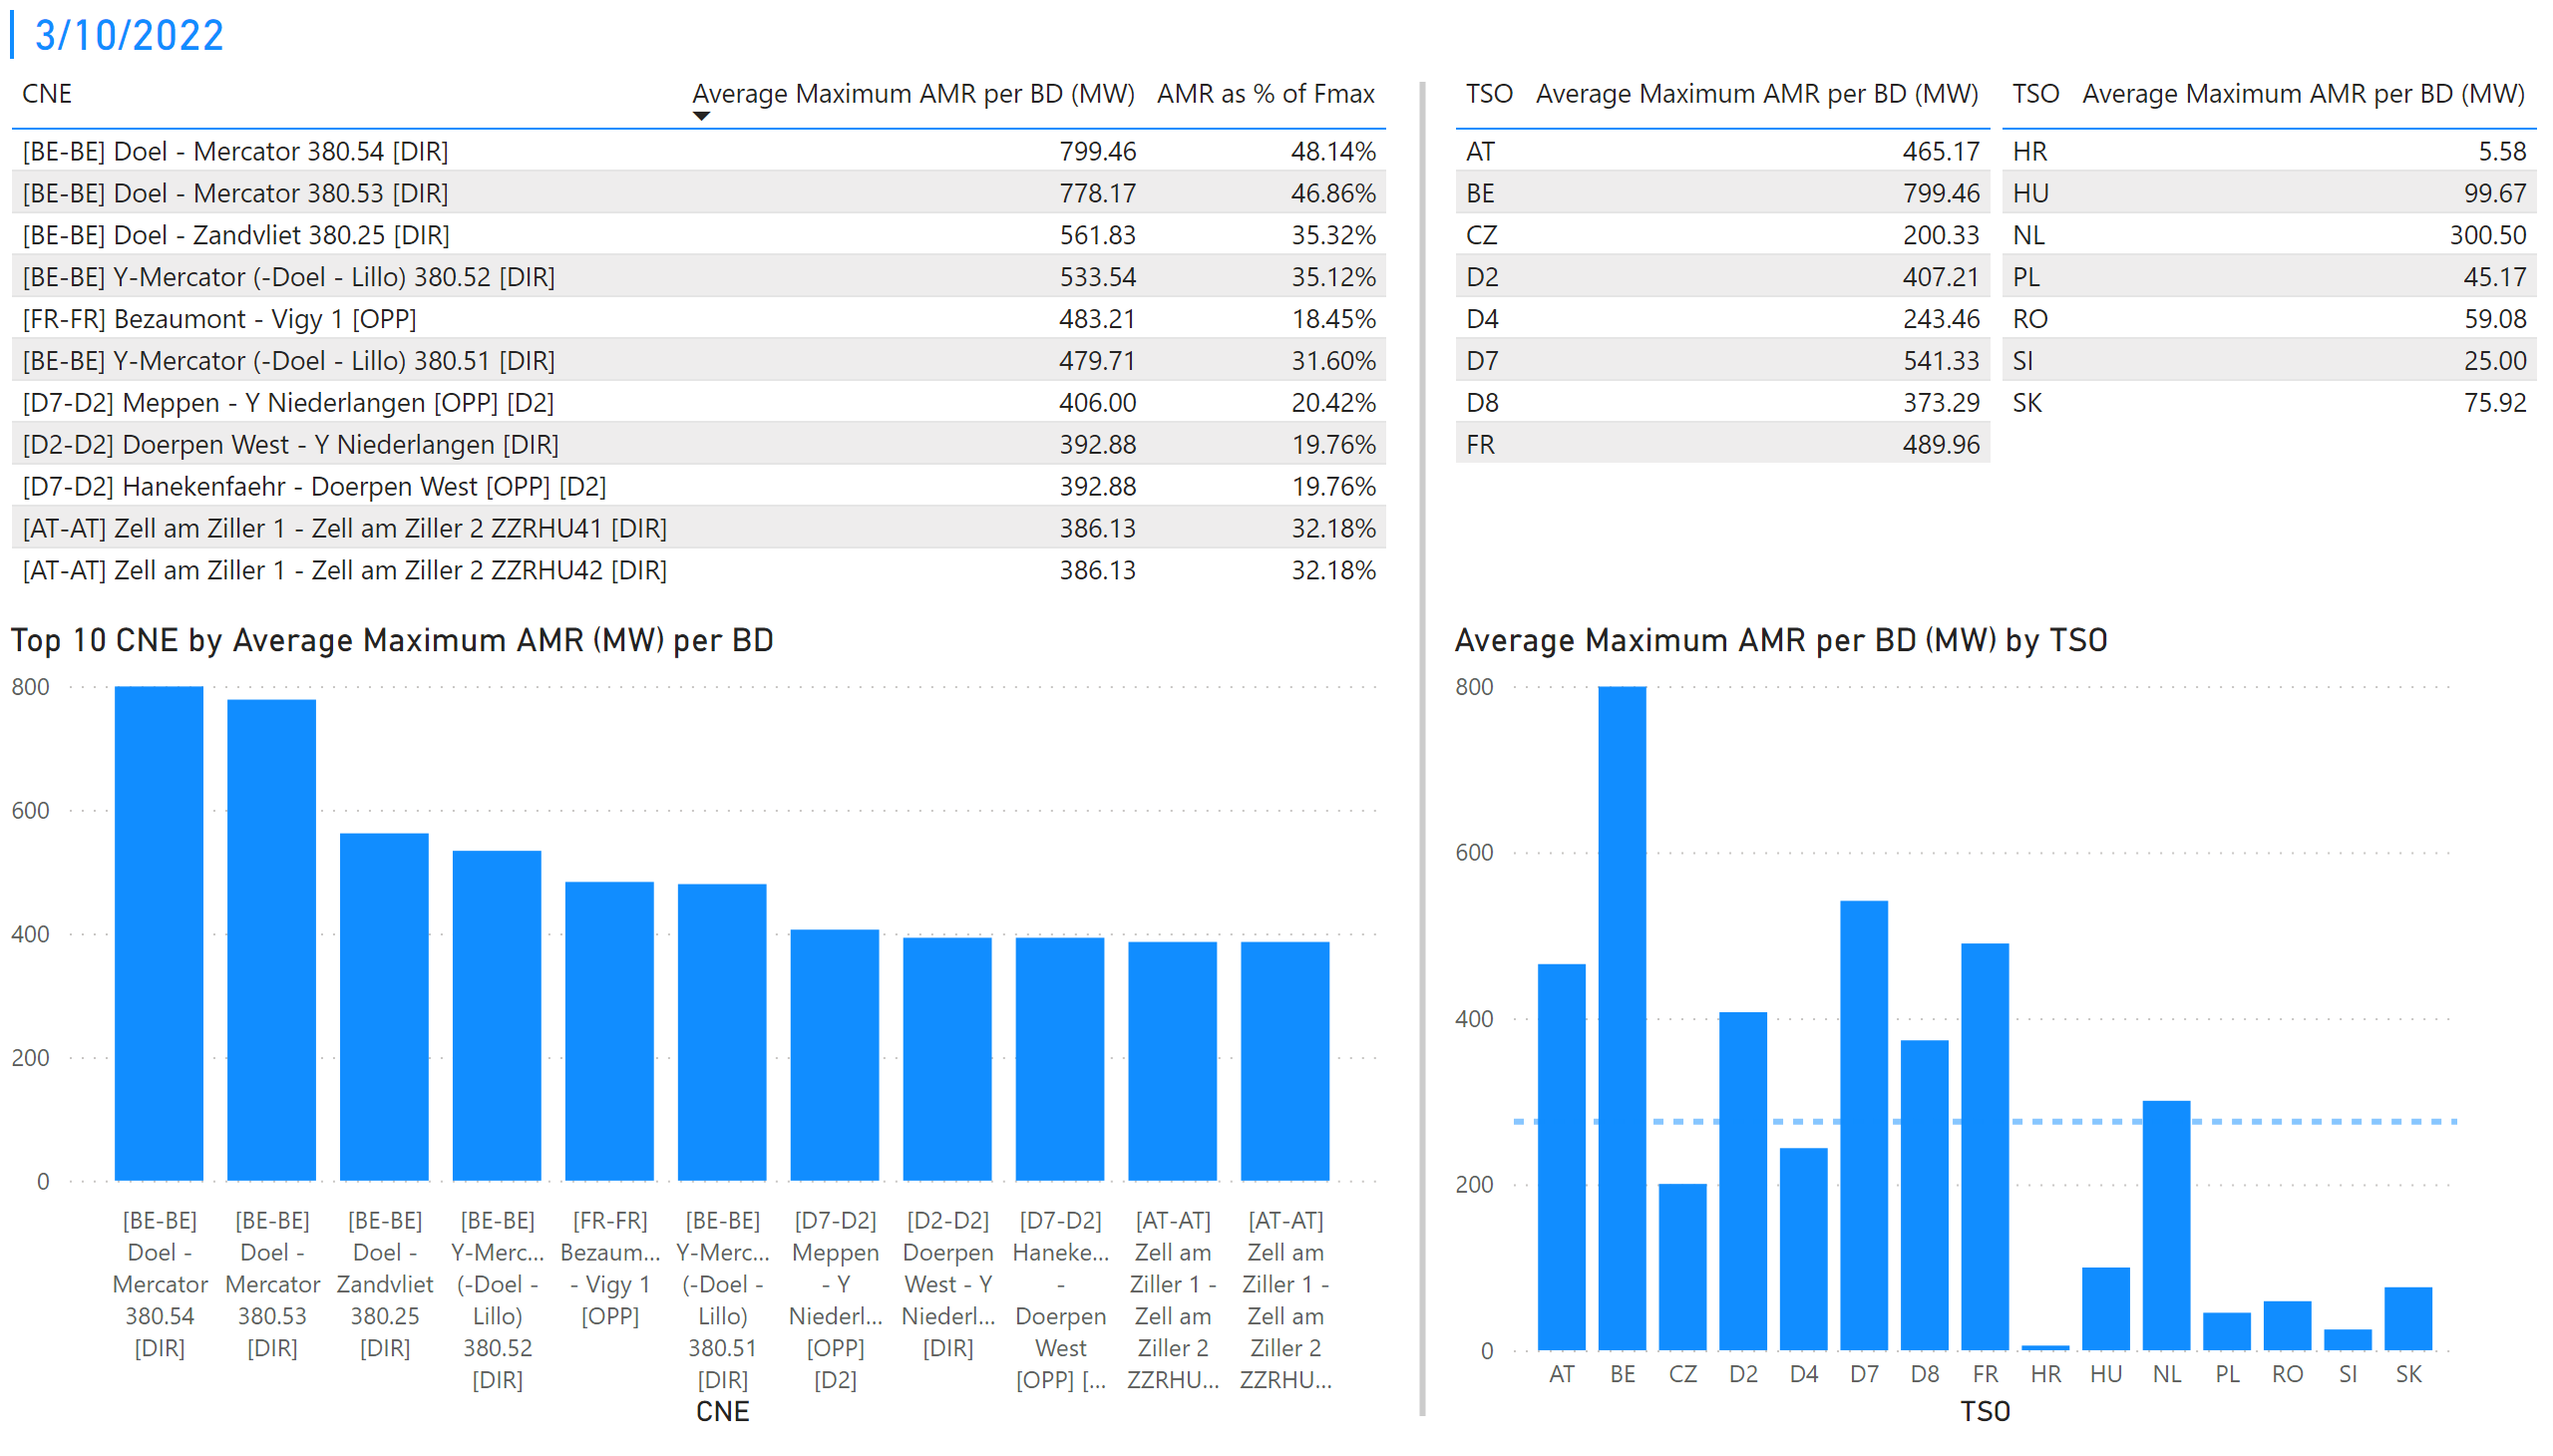 3/10/2022
CNE Average Maximum AMR per BD (MW) AMR as % of Fmax
[BE-BE] Doel - Mercator 380.54 [DIR] 799.46 48.14%
[BE-BE] Doel - Mercator 380.53 [DIR] 778.17 46.86%
[BE-BE] Doel - Zandvliet 380.25 [DIR] 561.83 35.32%
[BE-BE] Y-Mercator (-Doel - Lillo) 380.52 [DIR] 533.54 35.12%
[FR-FR] Bezaumont - Vigy 1 [OPP] 483.21 18.45%
[BE-BE] Y-Mercator (-Doel - Lillo) 380.51 [DIR] 479.71 31.60%
[D7-D2] Meppen - Y Niederlangen [OPP] [D2] 406.00 20.42%
[D2-D2] Doerpen West - Y Niederlangen [DIR] 392.88 19.76%
[D7-D2] Hanekenfaehr - Doerpen West [OPP] [D2] 392.88 19.76%
[AT-AT] Zell am Ziller 1 - Zell am Ziller 2 ZZRHU41 [DIR] 386.13 32.18%
[AT-AT] Zell am Ziller 1 - Zell am Ziller 2 ZZRHU42 [DIR] 386.13 32.18%
TSO Average Maximum AMR per BD (MW)
AT 465.17
BE 799.46
CZ 200.33
D2 407.21
D4 243.46
D7 541.33
D8 373.29
FR 489.96
TSO Average Maximum AMR per BD (MW)
HR 5.58
HU 99.67
NL 300.50
PL 45.17
RO 59.08
SI 25.00
SK 75.92
Top 10 CNE by Average Maximum AMR (MW) per BD
800
600
400
200
0
[BE-BE]
Doel -
Mercator
380.54
[DIR]
[BE-BE]
Doel -
Mercator
380.53
[DIR]
[BE-BE]
Doel -
Zandvliet
380.25
[DIR]
[BE-BE]
Y-Merc...
(-Doel -
Lillo)
380.52
[DIR]
[FR-FR]
Bezaum...
- Vigy 1
[OPP]
[BE-BE]
Y-Merc...
(-Doel -
Lillo)
380.51
[DIR]
[D7-D2]
Meppen
- Y
Niederl...
[OPP]
[D2]
[D2-D2]
Doerpen
West - Y
Niederl...
[DIR]
[D7-D2]
Haneke...
-
Doerpen
West
[OPP] [...
[AT-AT]
Zell am
Ziller 1 -
Zell am
Ziller 2
ZZRHU...
[AT-AT]
Zell am
Ziller 1 -
Zell am
Ziller 2
ZZRHU...
CNE
Average Maximum AMR per BD (MW) by TSO
800
600
400
200
0
AT BE CZ D2 D4 D7 D8 FR HR HU NL PL RO SI SK
TSO